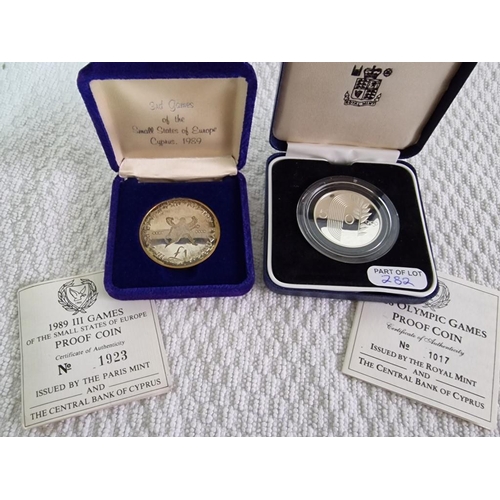 3rd Games
of the
Small States of Europe
Cyprus, 1989
ROYAL MINT
PART OF LOT
282
1989 III GAMES
OF THE SMALL STATES OF EUROPE
PROOF COIN
Certificate of Authenticity
No 1923
ISSUED BY THE PARIS MINT
AND
THE CENTRAL BANK OF CYPRUS
OLYMPIC GAMES
PROOF COIN
Certificate of Authenticity
No 1017
ISSUED BY THE ROYAL MINT
AND
THE CENTRAL BANK OF CYPRUS